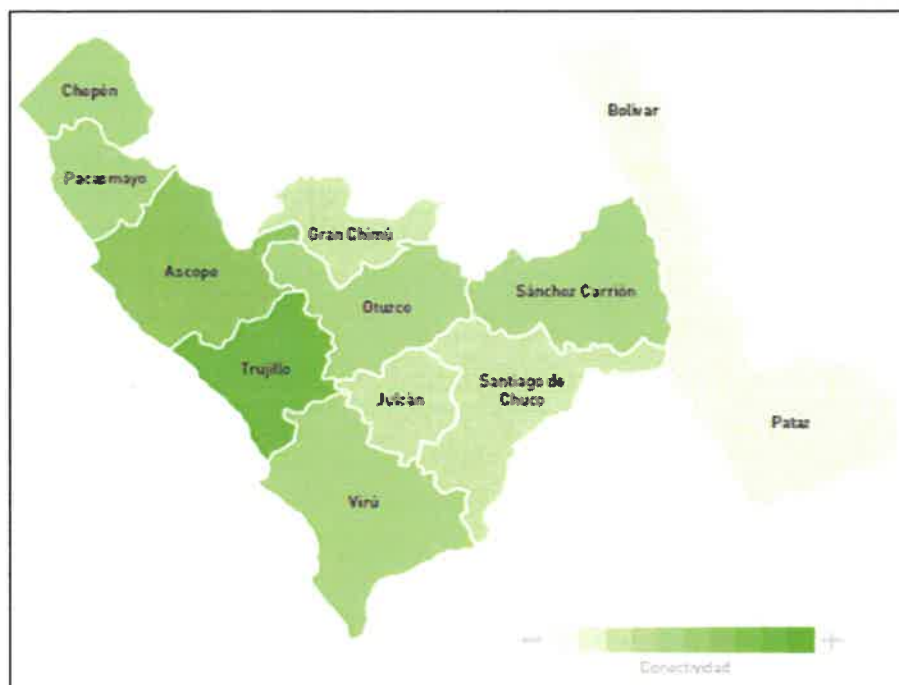 Chepén
Bolívar
Pacasmayo
Gran Chimú
Ascope
Otuzco
Sánchez Carrión
Trujillo
Julcán
Santiago de
Chuco
Pataz
Virú
− +
Conectividad